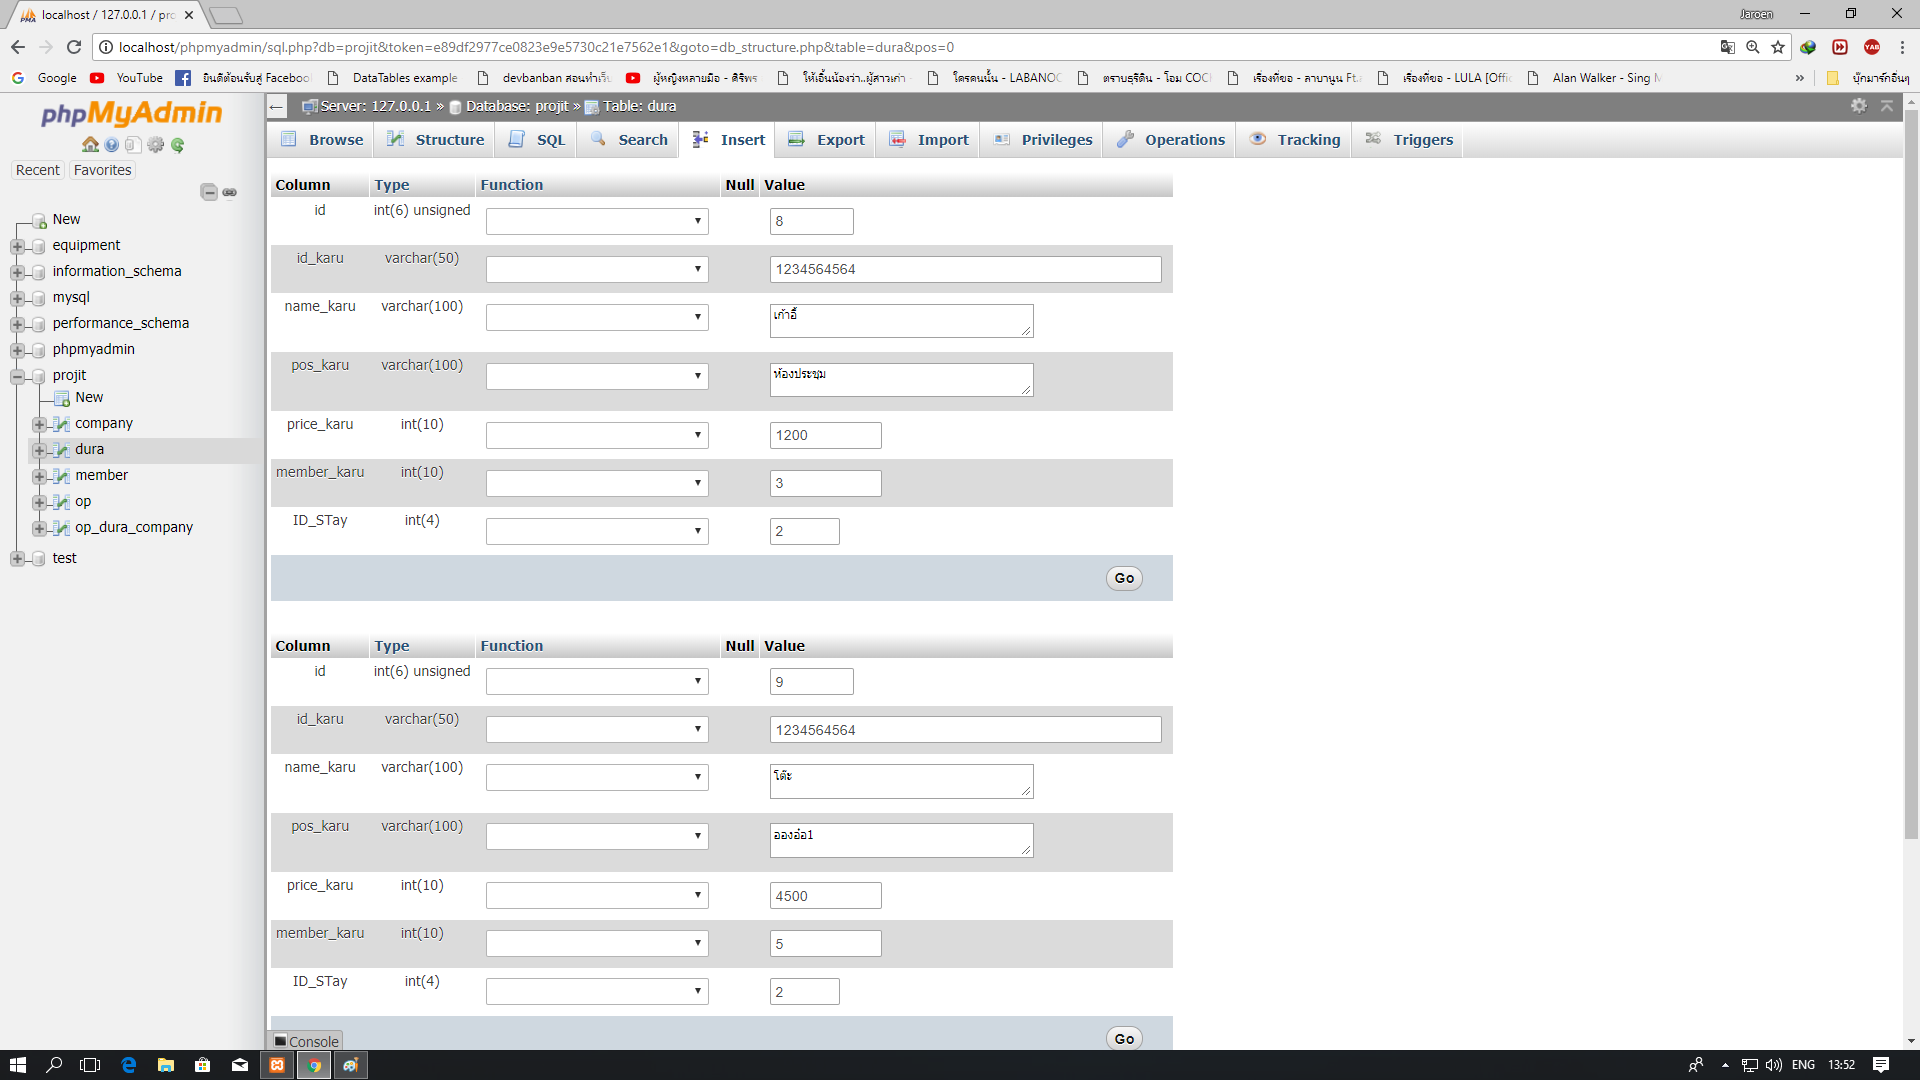 localhost / 127.0.0.1 / pro
Jaroen
localhost/phpmyadmin/sql.php?db=projit&token=e89df2977ce0823e9e5730c21e7562e1&goto=db_structure.php&table=dura&pos=0
Google YouTube ยินดีต้อนรับสู่ Facebook DataTables example devbanban สอนทำเว็บ ผู้หญิงหลายมือ - ศิริพร ให้เอิ้นน้องว่า..ผู้สาวเก่า - ใครคนนั้น - LABANOO ตราบธุริดิน - โอม COC เรื่องที่ขอ - ลาบานูน Ft. เรื่องที่ขอ - LULA [Offic Alan Walker - Sing M » บุ๊กมาร์กอื่นๆ
phpMyAdmin
Recent Favorites
New
equipment
information_schema
mysql
performance_schema
phpmyadmin
projit
New
company
dura
member
op
op_dura_company
test
Server: 127.0.0.1 » Database: projit » Table: dura
Browse Structure SQL Search Insert Export Import Privileges Operations Tracking Triggers
Column Type Function Null Value
id int(6) unsigned 8
id_karu varchar(50) 1234564564
name_karu varchar(100) เก้าอี้
pos_karu varchar(100) ห้องประชุม
price_karu int(10) 1200
member_karu int(10) 3
ID_STay int(4) 2
Go
Column Type Function Null Value
id int(6) unsigned 9
id_karu varchar(50) 1234564564
name_karu varchar(100) โต๊ะ
pos_karu varchar(100) อองอ๋อ1
price_karu int(10) 4500
member_karu int(10) 5
ID_STay int(4) 2
Go
Console
ENG 13:52